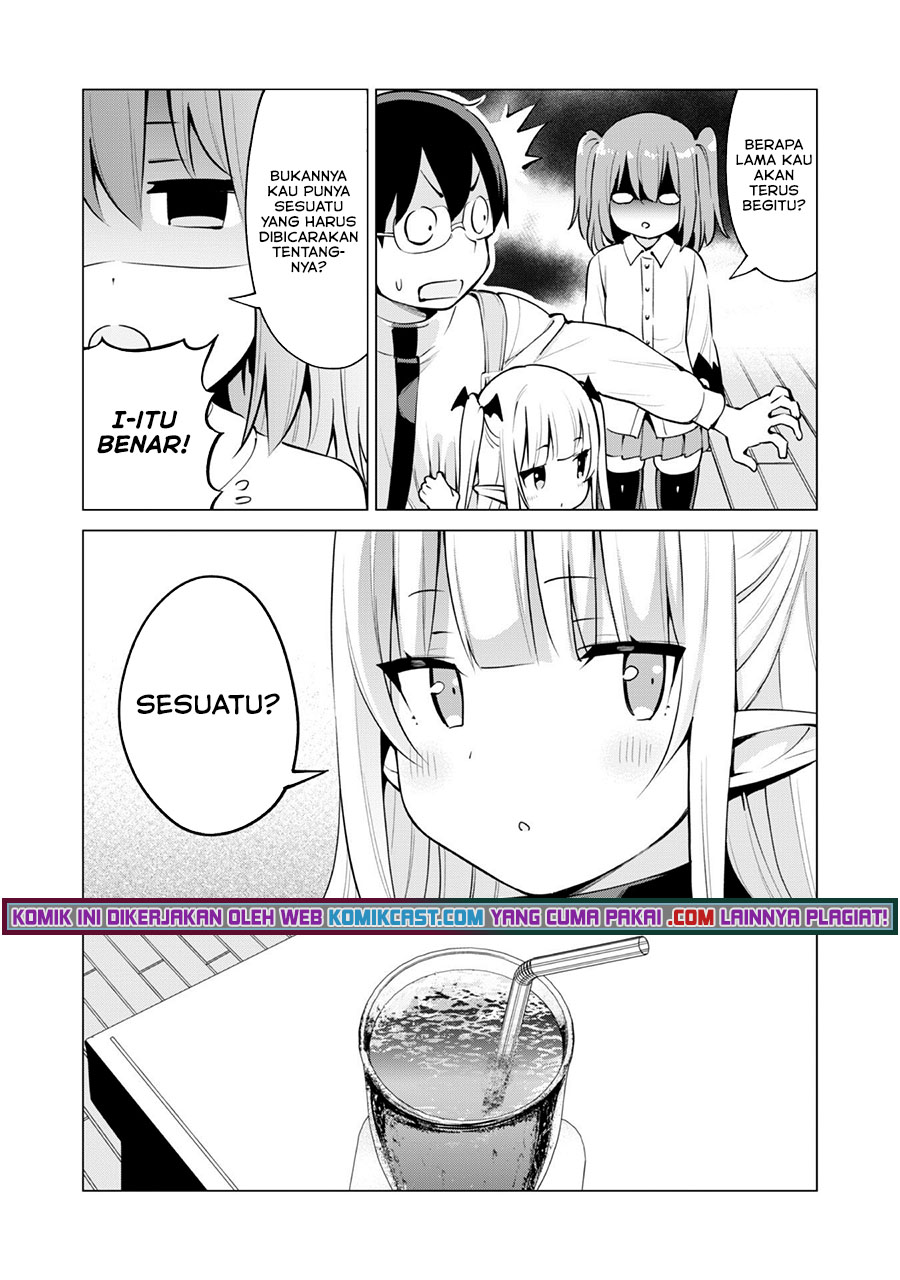 BERAPA
LAMA KAU
AKAN
TERUS
BEGITU?
BUKANNYA
KAU PUNYA
SESUATU
YANG HARUS
DIBICARAKAN
TENTANG-
NYA?
I-ITU
BENAR!
SESUATU?
KOMIK INI DIKERJAKAN OLEH WEB KOMIKCAST.COM YANG CUMA PAKAI .COM LAINNYA PLAGIAT!